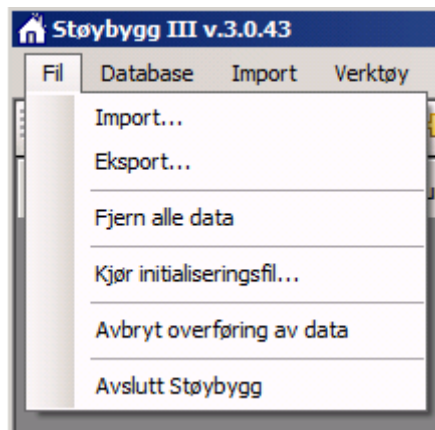 Støybygg III v.3.0.43
Fil Database Import Verktøy
Import...
Eksport...
Fjern alle data
Kjør initialiseringsfil...
Avbryt overføring av data
Avslutt Støybygg